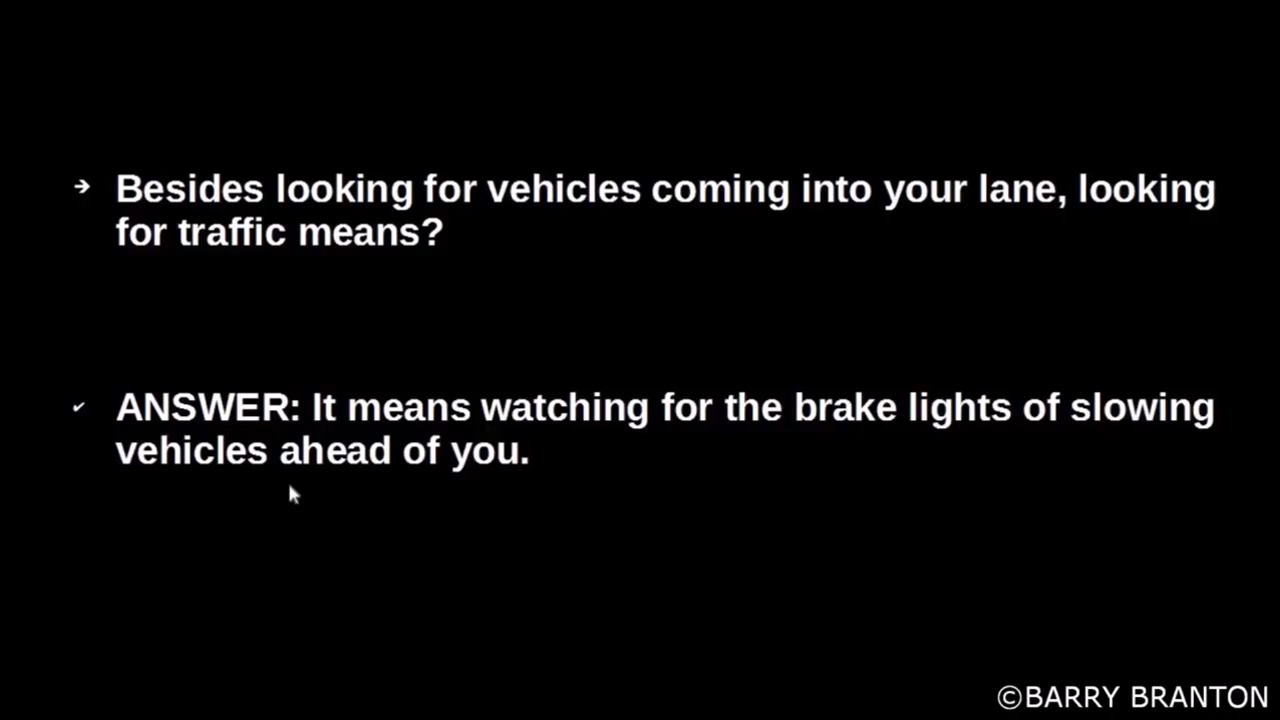 Besides looking for vehicles coming into your lane, looking
for traffic means?
ANSWER: It means watching for the brake lights of slowing
vehicles ahead of you.
©BARRY BRANTON